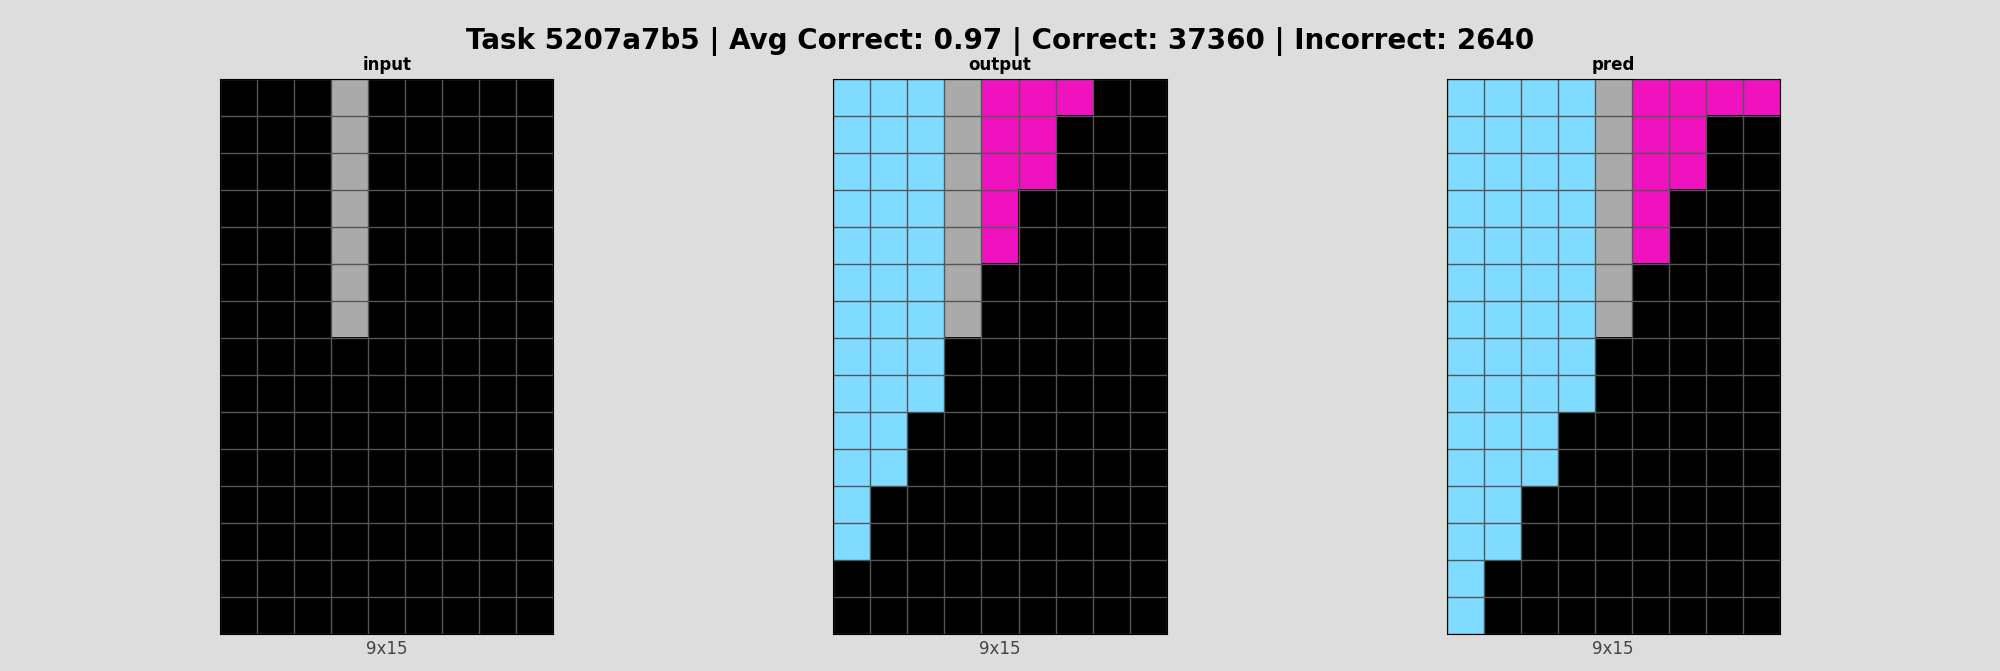 Task 5207a7b5 | Avg Correct: 0.97 | Correct: 37360 | Incorrect: 2640
input
output
pred
9x15
9x15
9x15